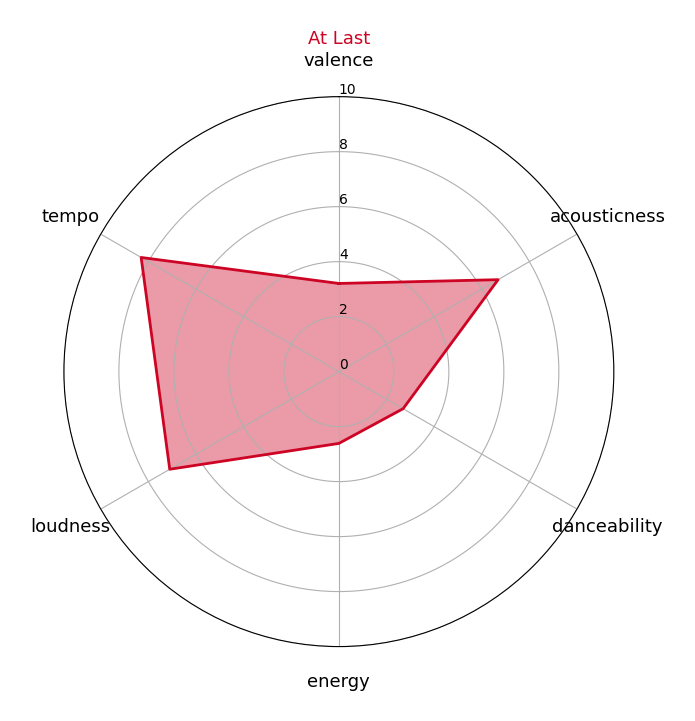 At Last
valence
10
8
6
4
2
0
tempo
acousticness
loudness
danceability
energy